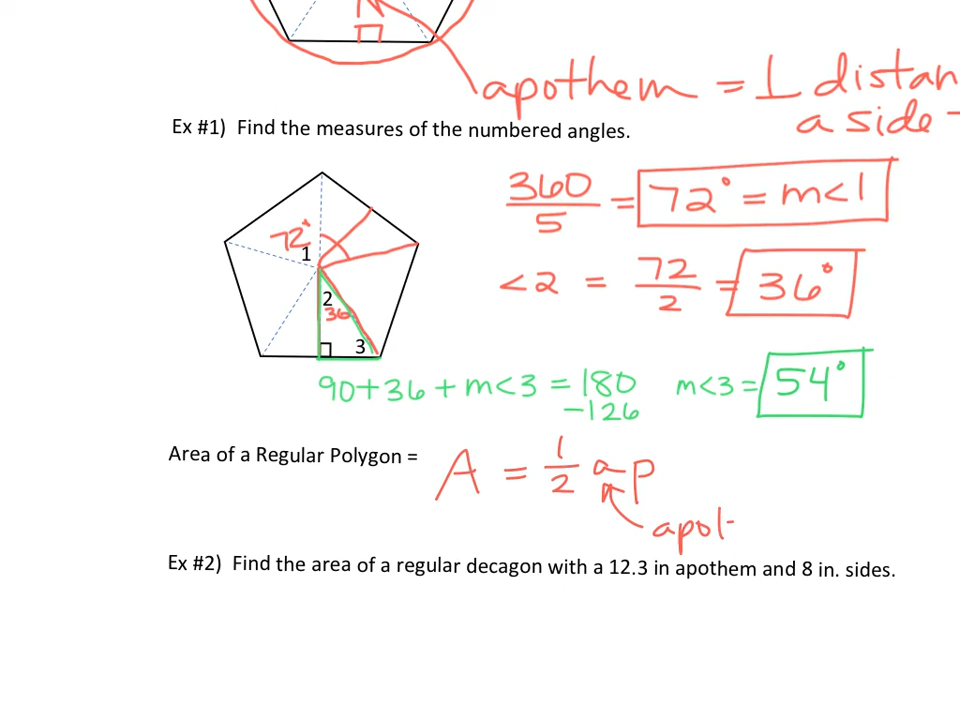 apothem = ⊥ distan
a side
Ex #1) Find the measures of the numbered angles.
360/5 = 72° = m<1
72°
1
<2 = 72/2 = 36°
2
36
3
90+36+m<3 = 180 m<3 = 54°
-126
Area of a Regular Polygon = A = 1/2 ap
apot
Ex #2) Find the area of a regular decagon with a 12.3 in apothem and 8 in. sides.